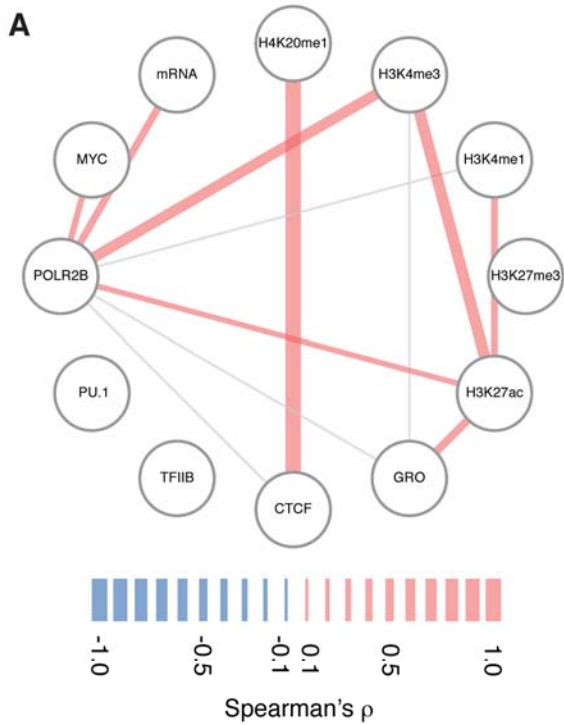 A
H4K20me1
mRNA
H3K4me3
MYC
H3K4me1
POLR2B
H3K27me3
PU.1
H3K27ac
TFIIB
GRO
CTCF
-1.0
-0.5
-0.1
0.1
0.5
1.0
Spearman's ρ